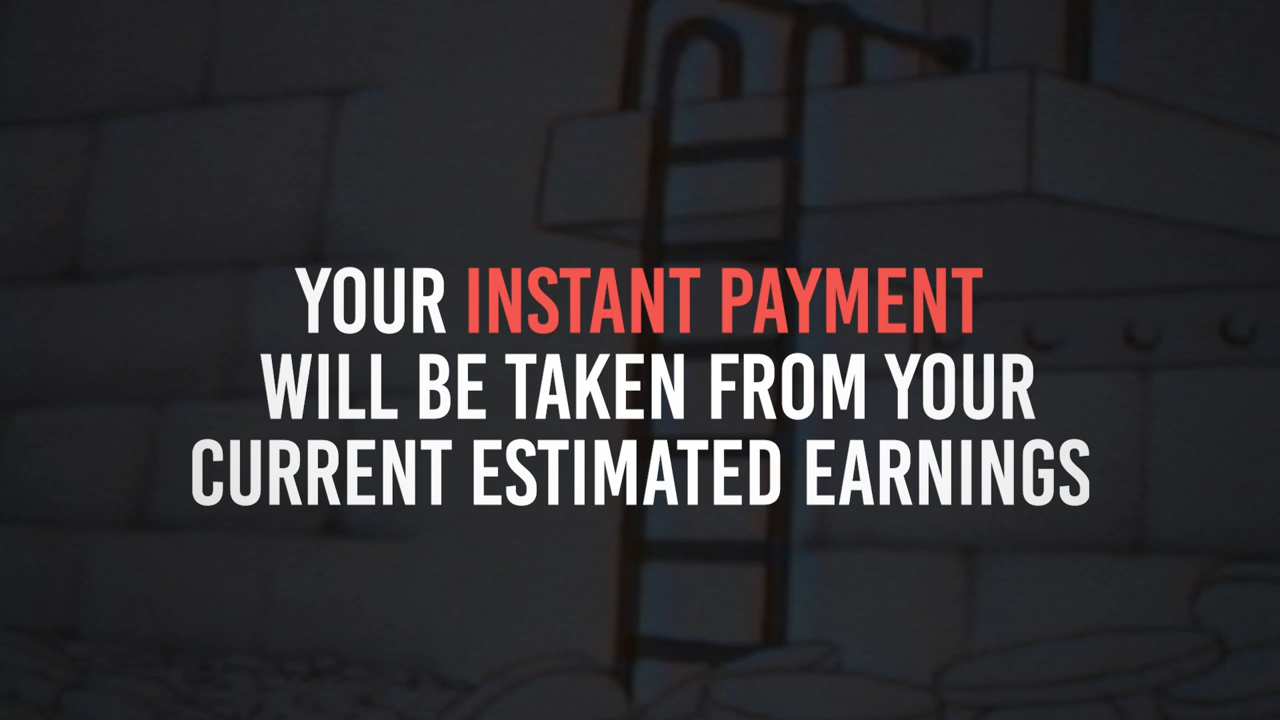 YOUR INSTANT PAYMENT
WILL BE TAKEN FROM YOUR
CURRENT ESTIMATED EARNINGS